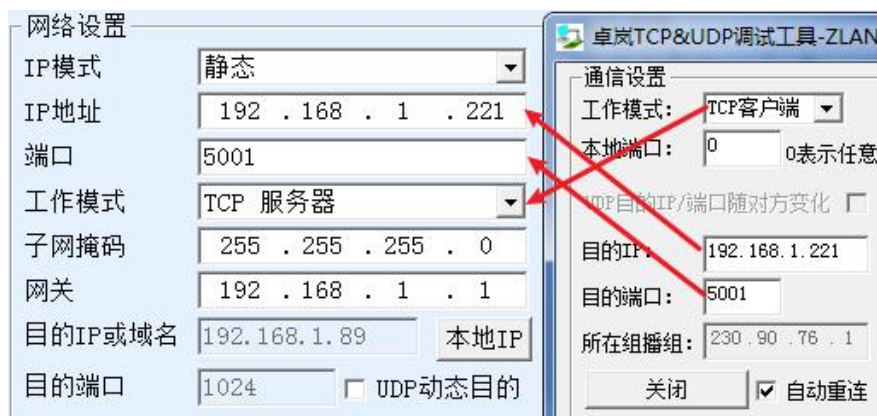 网络设置
IP模式 静态
IP地址 192 . 168 . 1 . 221
端口 5001
工作模式 TCP 服务器
子网掩码 255 . 255 . 255 . 0
网关 192 . 168 . 1 . 1
目的IP或域名 192.168.1.89 本地IP
目的端口 1024 UDP动态目的
卓岚TCP&UDP调试工具-ZLAN
通信设置
工作模式： TCP客户端
本地端口： 0 0表示任意
UDP目的IP/端口随对方变化
目的IP： 192.168.1.221
目的端口： 5001
所在组播组： 230 .90 .76 . 1
关闭 自动重连